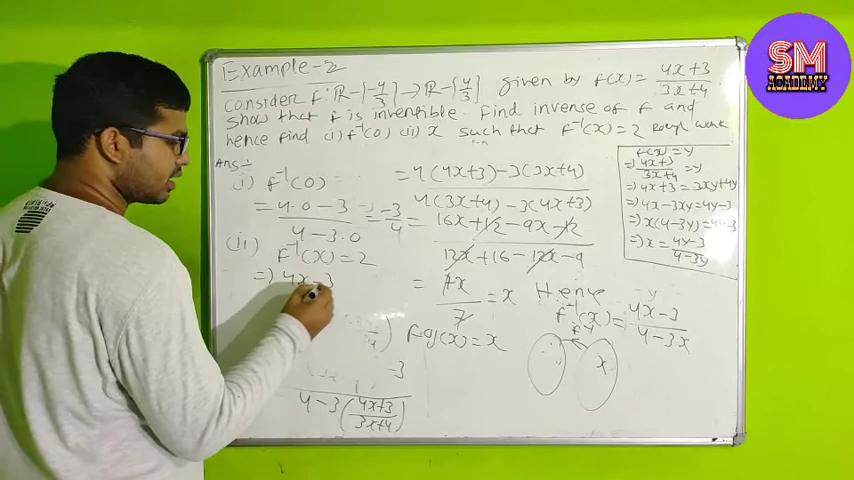 SM
ACADEMY
Example-2
consider f: R-{-4/3} → R-{4/3} given by f(x) = 4x+3 / 3x+4
show that f is invertible. Find inverse of f and
hence find (i) f⁻¹(0) (ii) x such that f⁻¹(x) = 2
Ans:-
i) f⁻¹(0)
= 4.0-3 / 4-3.0 = -3/4
(ii) f⁻¹(x) = 2
=) 4x-3
-3
4-3(4x+3 / 3x+4)
= 4(4x+3)-3(3x+4) / 4(3x+4)-3(4x+3)
= 16x+12-9x-12 / 12x+16-12x-9
= 7x / 7 = x
fog(x) = x
Hence
f⁻¹(x) = 4x-3 / 4-3x
x
Rough work
f(x) = y
=) 4x+3 / 3x+4 = y
=) 4x+3 = 3xy+4y
=) 4x-3xy = 4y-3
=) x(4-3y) = 4y-3
=) x = 4y-3 / 4-3y